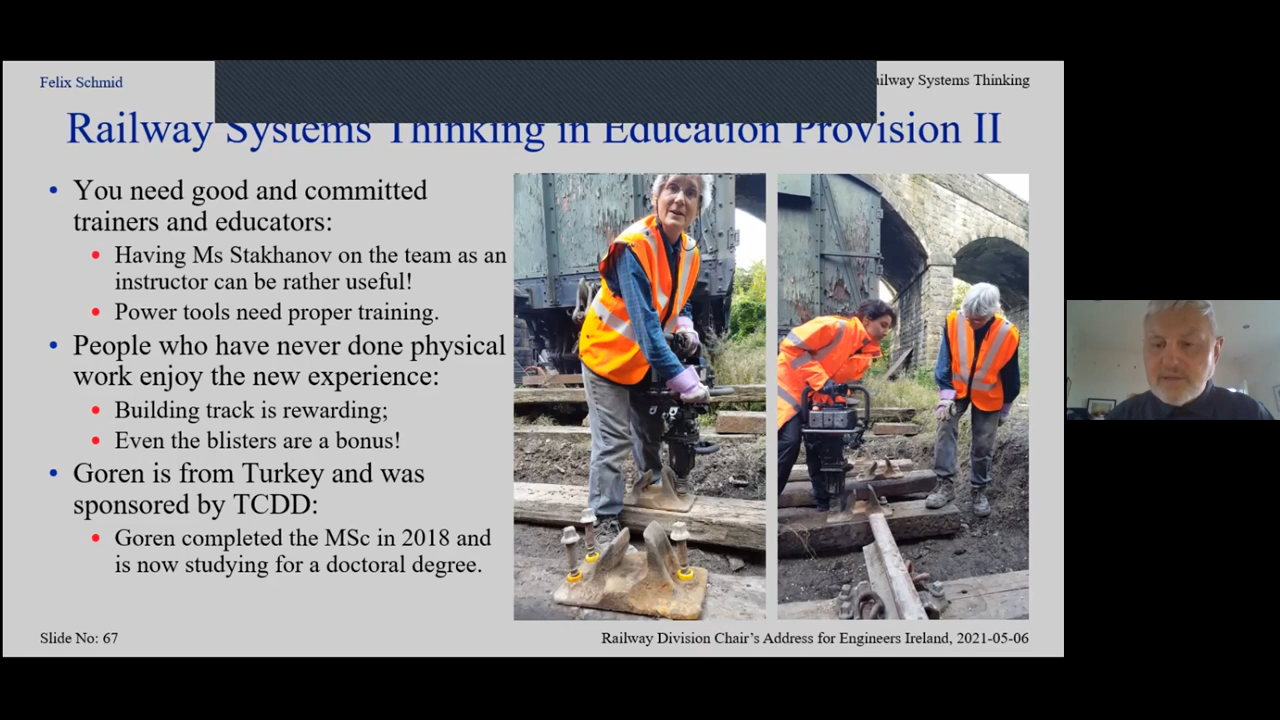 Felix Schmid
Railway Systems Thinking
Railway Systems Thinking in Education Provision II
• You need good and committed
trainers and educators:
• Having Ms Stakhanov on the team as an
instructor can be rather useful!
• Power tools need proper training.
• People who have never done physical
work enjoy the new experience:
• Building track is rewarding;
• Even the blisters are a bonus!
• Goren is from Turkey and was
sponsored by TCDD:
• Goren completed the MSc in 2018 and
is now studying for a doctoral degree.
Slide No: 67
Railway Division Chair's Address for Engineers Ireland, 2021-05-06